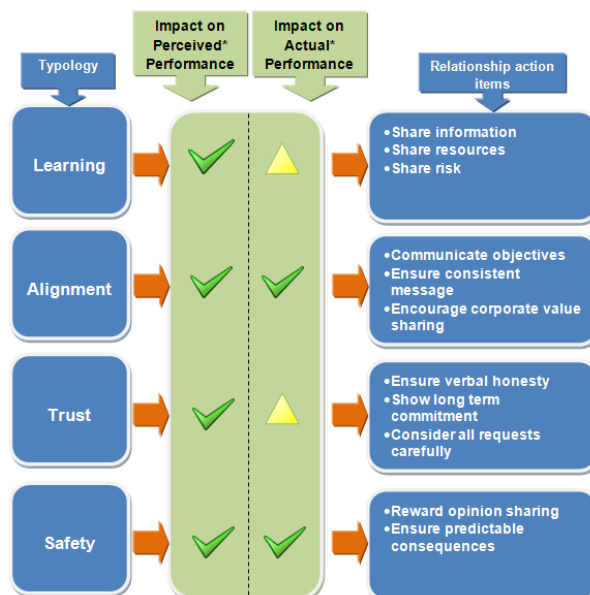 Typology
Impact on
Perceived*
Performance
Impact on
Actual*
Performance
Relationship action
items
Learning
•Share information
•Share resources
•Share risk
Alignment
•Communicate objectives
•Ensure consistent
message
•Encourage corporate value
sharing
Trust
•Ensure verbal honesty
•Show long term
commitment
•Consider all requests
carefully
Safety
•Reward opinion sharing
•Ensure predictable
consequences